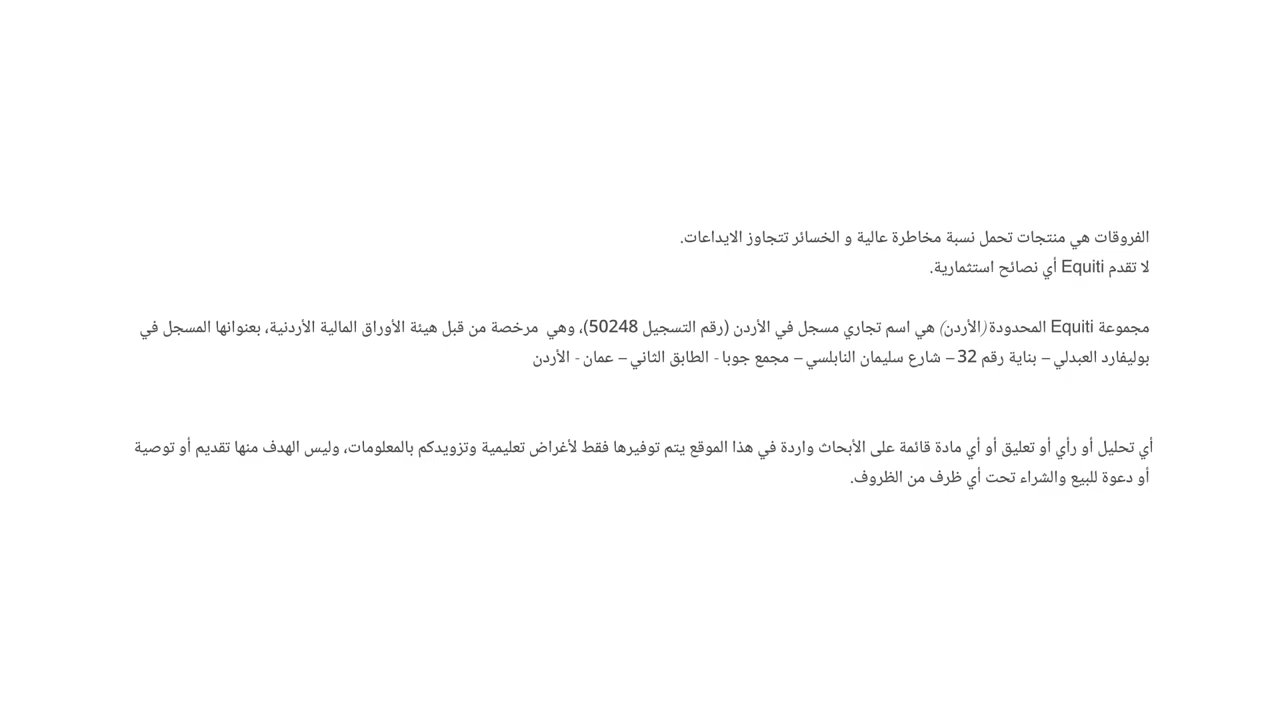 الفروقات هي منتجات تحمل نسبة مخاطرة عالية و الخسائر تتجاوز الايداعات.
لا تقدم Equiti أي نصائح استثمارية.
مجموعة Equiti المحدودة (الأردن) هي اسم تجاري مسجل في الأردن (رقم التسجيل 50248)، وهي مرخصة من قبل هيئة الأوراق المالية الأردنية، بعنوانها المسجل في
بوليفارد العبدلي – بناية رقم 32 – شارع سليمان النابلسي – مجمع جوبا - الطابق الثاني – عمان - الأردن
أي تحليل أو رأي أو تعليق أو أي مادة قائمة على الأبحاث واردة في هذا الموقع يتم توفيرها فقط لأغراض تعليمية وتزويدكم بالمعلومات، وليس الهدف منها تقديم أو توصية
أو دعوة للبيع والشراء تحت أي ظرف من الظروف.